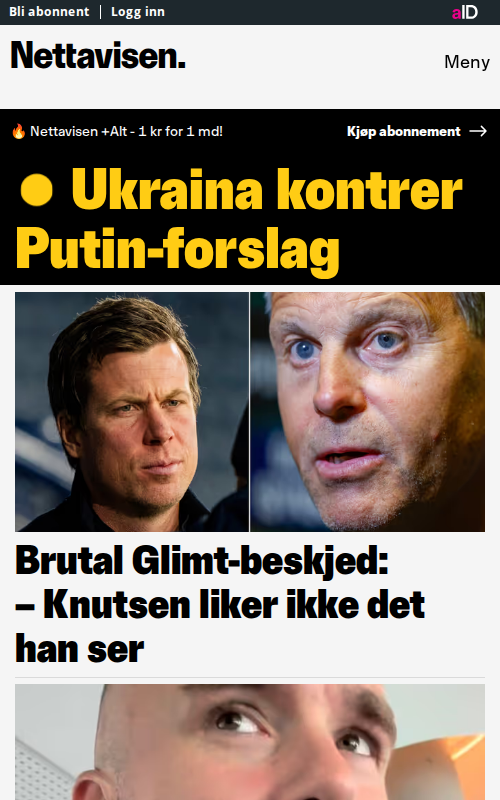 Bli abonnent | Logg inn
aID
Nettavisen.
Meny
🔥 Nettavisen +Alt - 1 kr for 1 md!
Kjøp abonnement →
Ukraina kontrer
Putin-forslag
Brutal Glimt-beskjed:
– Knutsen liker ikke det
han ser